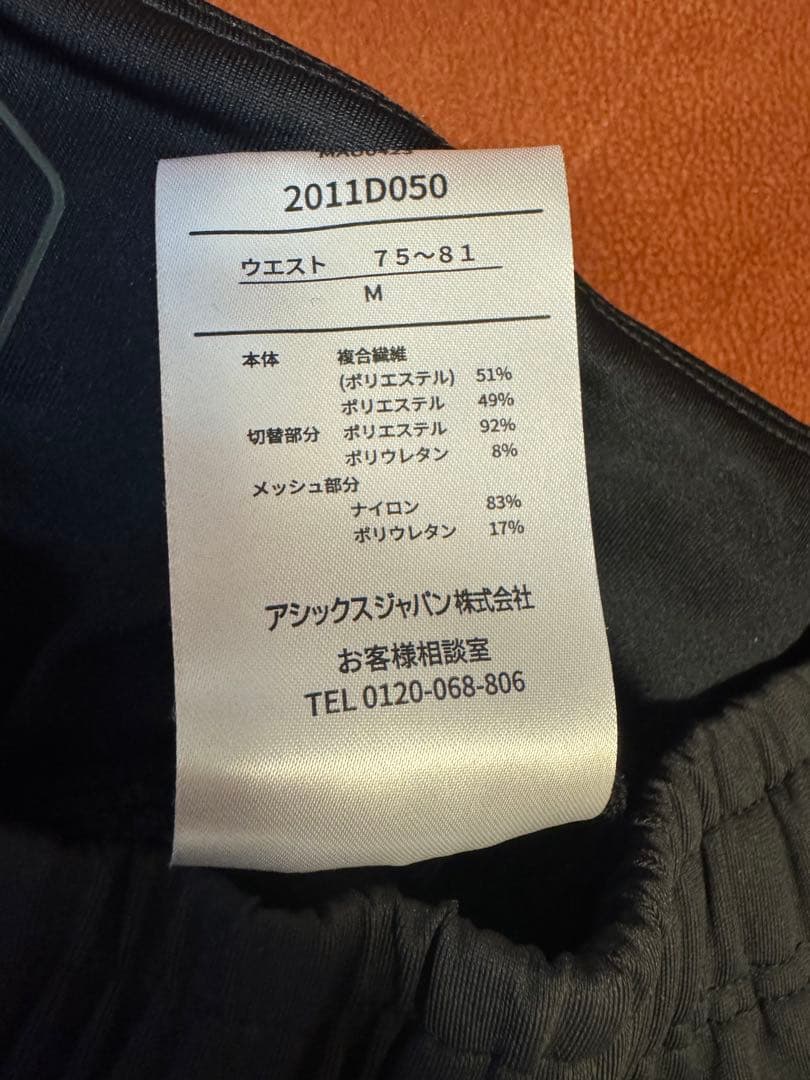 2011D050
ウエスト 75～81
M
本体 複合繊維
(ポリエステル) 51%
ポリエステル 49%
切替部分 ポリエステル 92%
ポリウレタン 8%
メッシュ部分
ナイロン 83%
ポリウレタン 17%
アシックスジャパン株式会社
お客様相談室
TEL 0120-068-806